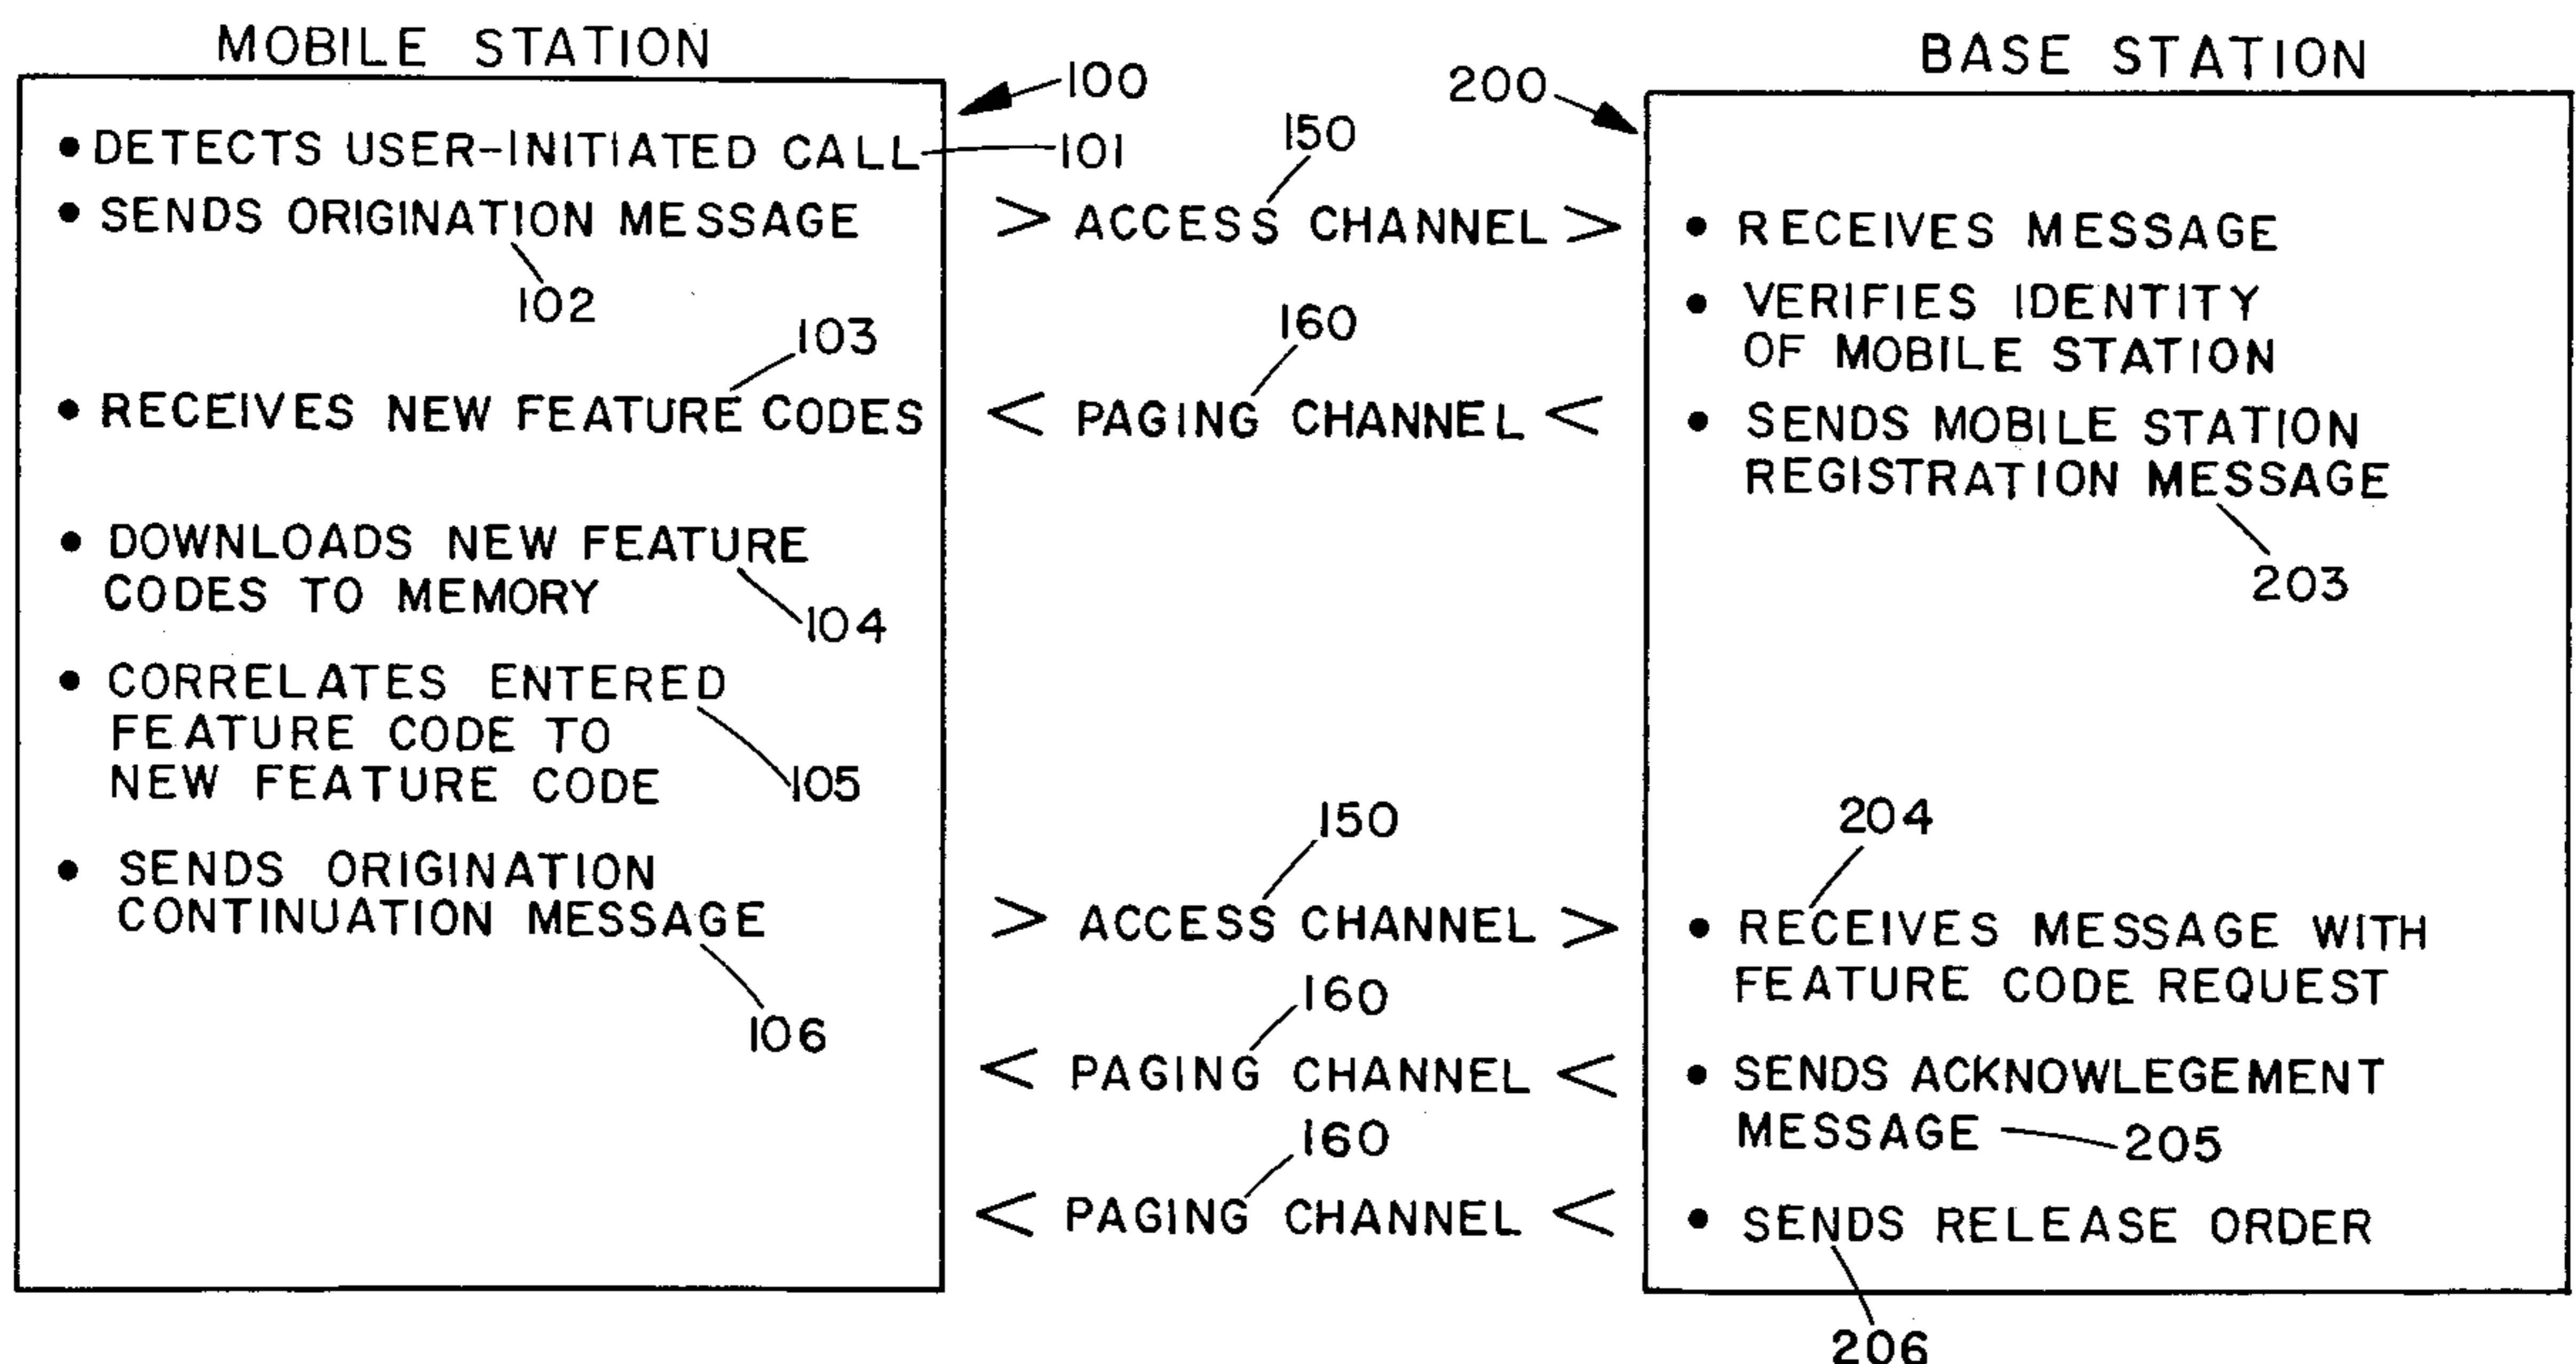 MOBILE STATION
100
• DETECTS USER-INITIATED CALL
101
• SENDS ORIGINATION MESSAGE
102
103
• RECEIVES NEW FEATURE CODES
• DOWNLOADS NEW FEATURE
CODES TO MEMORY
104
• CORRELATES ENTERED
FEATURE CODE TO
NEW FEATURE CODE
105
• SENDS ORIGINATION
CONTINUATION MESSAGE
106
150
> ACCESS CHANNEL >
160
< PAGING CHANNEL <
150
> ACCESS CHANNEL >
160
< PAGING CHANNEL <
160
< PAGING CHANNEL <
BASE STATION
200
• RECEIVES MESSAGE
• VERIFIES IDENTITY
OF MOBILE STATION
• SENDS MOBILE STATION
REGISTRATION MESSAGE
203
204
• RECEIVES MESSAGE WITH
FEATURE CODE REQUEST
• SENDS ACKNOWLEGEMENT
MESSAGE
205
• SENDS RELEASE ORDER
206